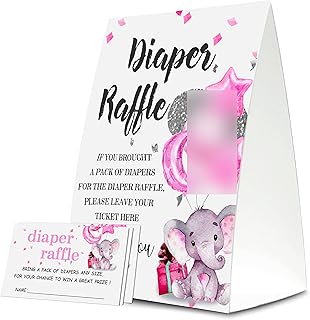 Diaper
Raffle
IF YOU BROUGHT
A PACK OF DIAPERS
FOR THE DIAPER RAFFLE,
PLEASE LEAVE YOUR
TICKET HERE
you
diaper
raffle
BRING A PACK OF DIAPERS ANY SIZE
FOR YOUR CHANCE TO WIN A GREAT PRIZE!
NAME: